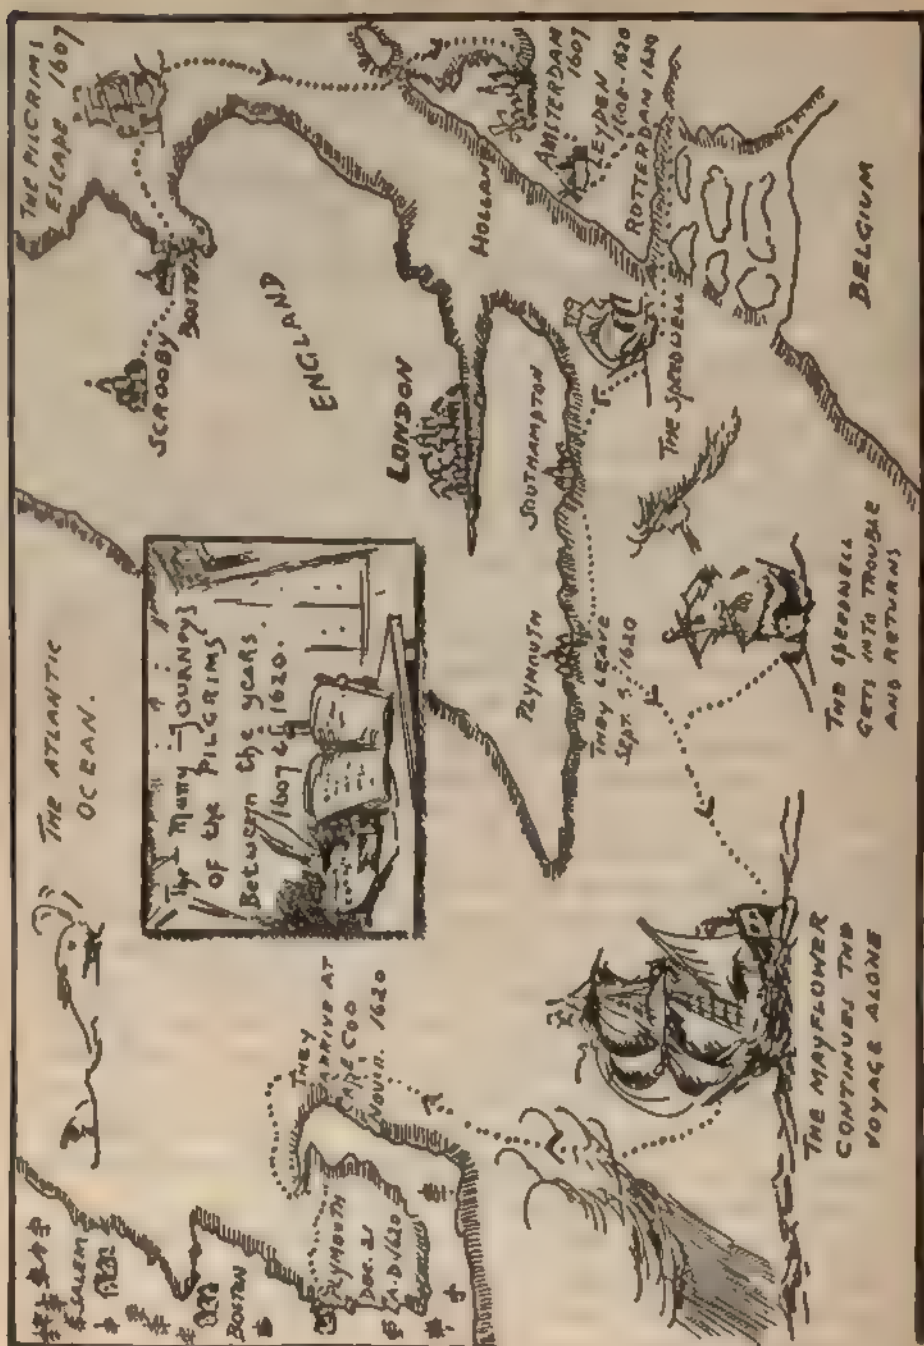 THE ATLANTIC
OCEAN.
SALEM
BOSTON
PLYMOUTH
DEC. 21
A.D. 1620
THEY
ARRIVE AT
CAPE COD
NOVEM. 1620
The Many JOURNEYS
OF the PILGRIMS
Between the years.
1607 & 1620.
THE PILGRIMS
ESCAPE 1607
SCROOBY
BOSTON
ENGLAND
LONDON
HOLLAND
AMSTERDAM
1607
LEYDEN
1608-1620
ROTTERDAM 1620
SOUTHAMPTON
PLYMOUTH
THEY LEAVE
SEPT. 1620
THE SPEEDWELL
BELGIUM
THE SPEEDWELL
GETS INTO TROUBLE
AND RETURNS
THE MAYFLOWER
CONTINUES THE
VOYAGE ALONE